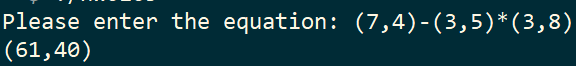 Please enter the equation: (7,4)-(3,5)*(3,8)
(61,40)